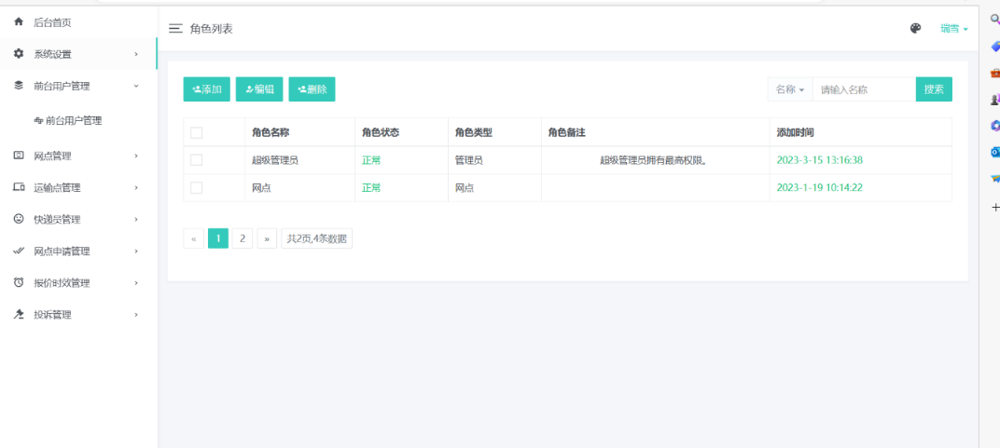 后台首页
系统设置
前台用户管理
前台用户管理
网点管理
运输点管理
快递员管理
网点申请管理
报价时效管理
投诉管理
角色列表
瑞雪
添加 编辑 删除 名称 请输入名称 搜索
角色名称 角色状态 角色类型 角色备注 添加时间
超级管理员 正常 管理员 超级管理员拥有最高权限。 2023-3-15 13:16:38
网点 正常 网点 2023-1-19 10:14:22
« 1 2 » 共2页,4条数据